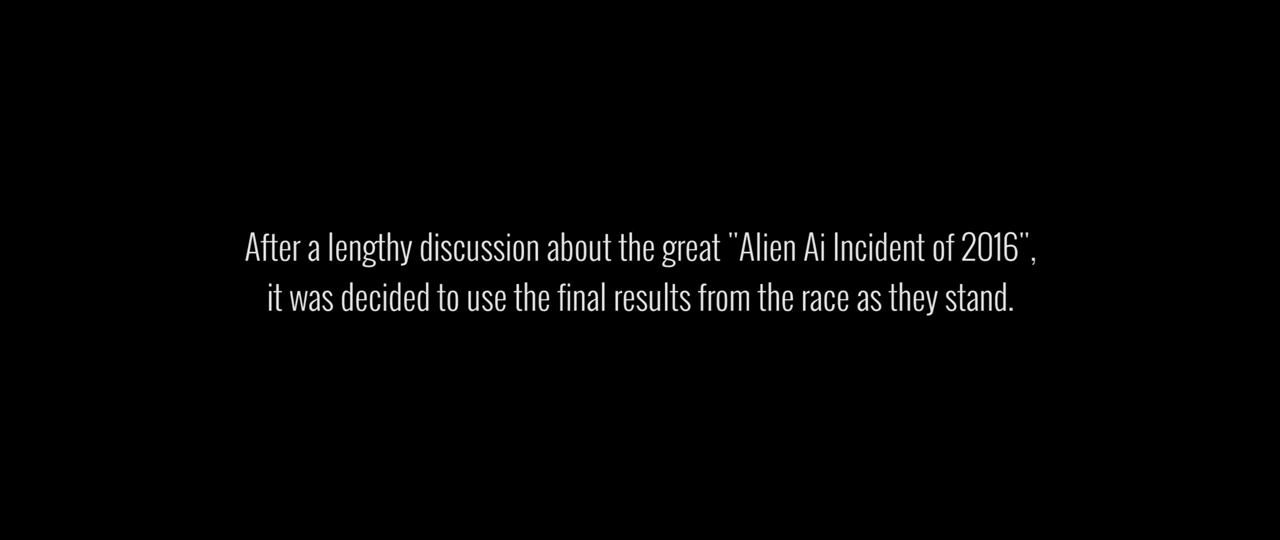 After a lengthy discussion about the great "Alien Ai Incident of 2016",
it was decided to use the final results from the race as they stand.